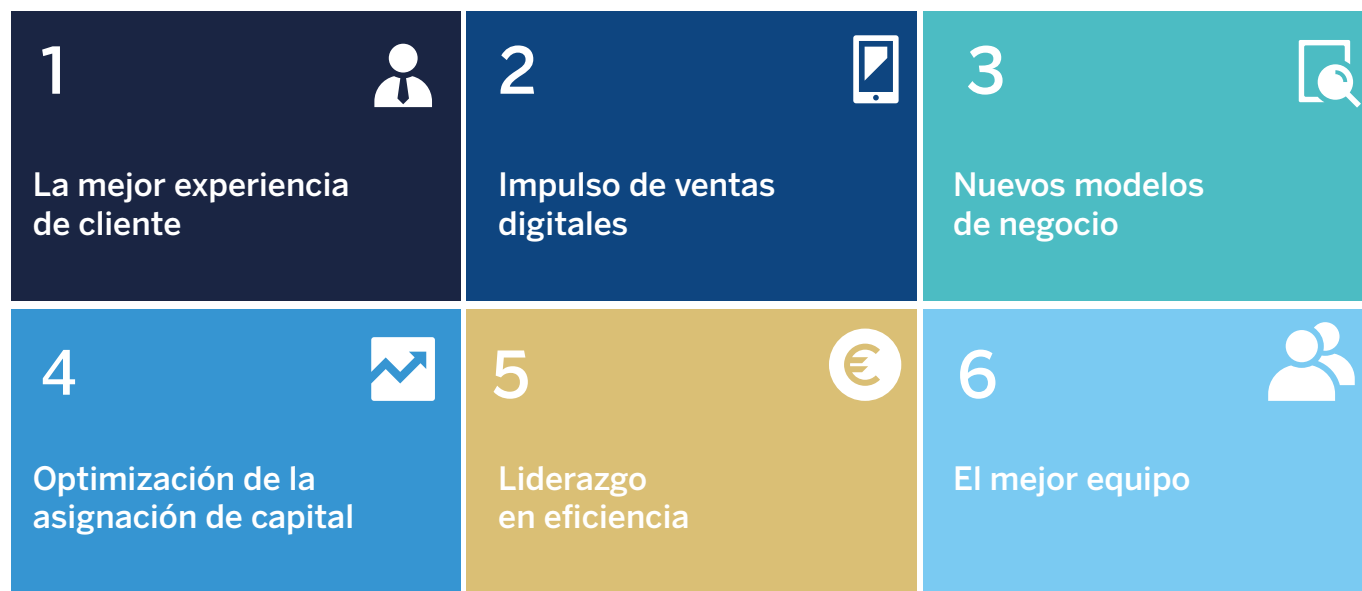 1
La mejor experiencia
de cliente
2
Impulso de ventas
digitales
3
Nuevos modelos
de negocio
4
Optimización de la
asignación de capital
5
Liderazgo
en eficiencia
6
El mejor equipo